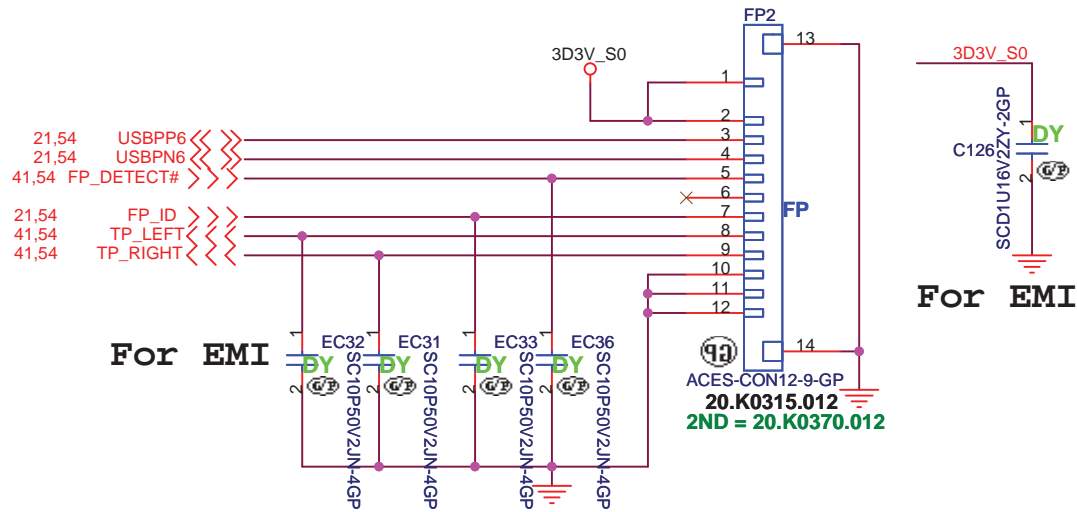 FP2
3D3V_S0
13
1
2
21,54 USBPP6 3
21,54 USBPN6 4
41,54 FP_DETECT# 5
6
21,54 FP_ID 7
FP
41,54 TP_LEFT 8
41,54 TP_RIGHT 9
10
11
12
14
For EMI
1 2 EC32 DY G/P SC10P50V2JN-4GP
1 2 EC31 DY G/P SC10P50V2JN-4GP
1 2 EC33 DY G/P SC10P50V2JN-4GP
1 2 EC36 DY G/P SC10P50V2JN-4GP
GP
ACES-CON12-9-GP
20.K0315.012
2ND = 20.K0370.012
3D3V_S0
1 2 C126 DY G/P SCD1U16V2ZY-2GP
For EMI